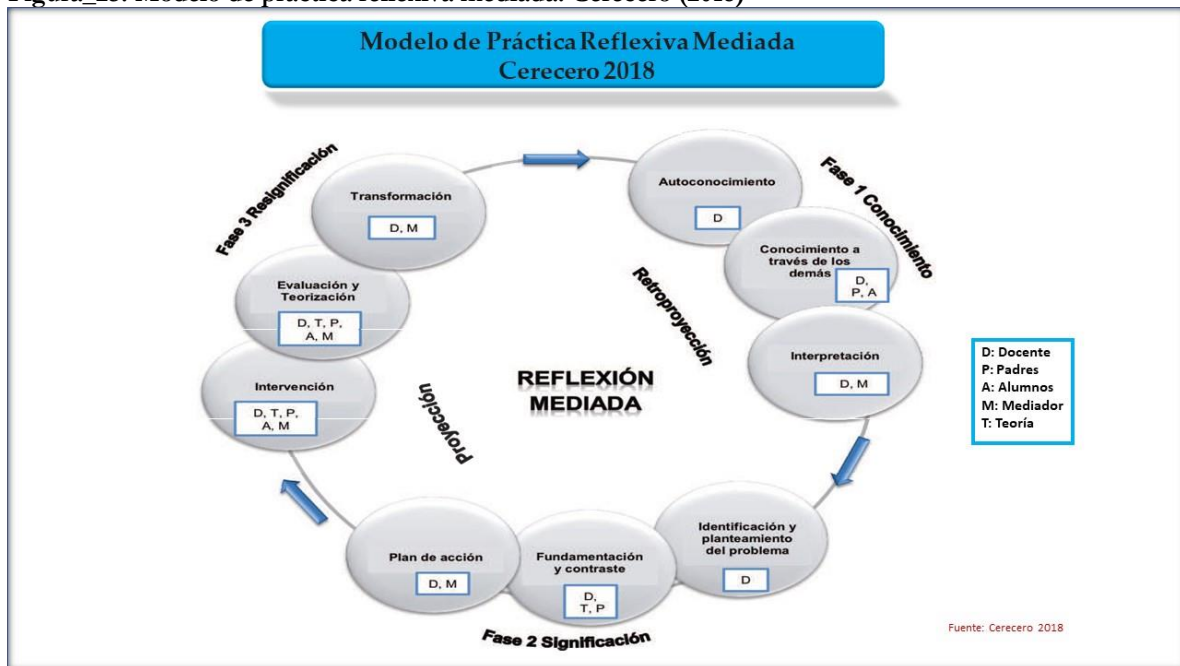 Modelo de Práctica Reflexiva Mediada
Cerecero 2018
Fase 1 Conocimiento
Autoconocimiento
D
Conocimiento a
través de los
demás
D,
P, A
Interpretación
D, M
Retroproyección
Identificación y
planteamiento
del problema
D
Fundamentación
y contraste
D,
T, P
Plan de acción
D, M
Fase 2 Significación
Proyección
Intervención
D, T, P,
A, M
Evaluación y
Teorización
D, T, P,
A, M
Transformación
D, M
Fase 3 Resignificación
REFLEXIÓN
MEDIADA
D: Docente
P: Padres
A: Alumnos
M: Mediador
T: Teoría
Fuente: Cerecero 2018